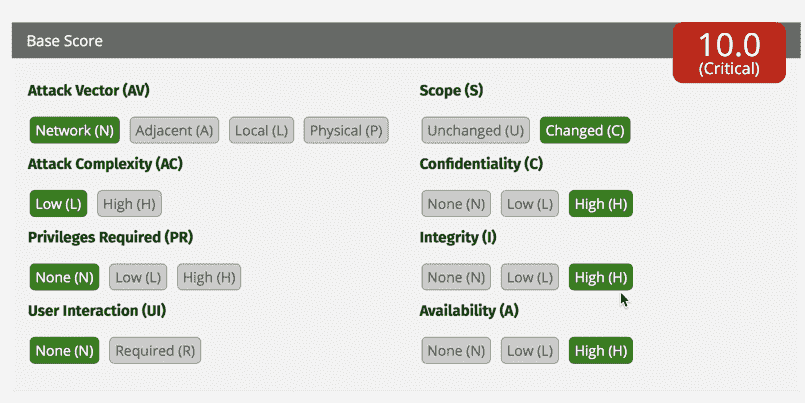 Base Score
10.0
(Critical)
Attack Vector (AV)
Network (N) Adjacent (A) Local (L) Physical (P)
Attack Complexity (AC)
Low (L) High (H)
Privileges Required (PR)
None (N) Low (L) High (H)
User Interaction (UI)
None (N) Required (R)
Scope (S)
Unchanged (U) Changed (C)
Confidentiality (C)
None (N) Low (L) High (H)
Integrity (I)
None (N) Low (L) High (H)
Availability (A)
None (N) Low (L) High (H)